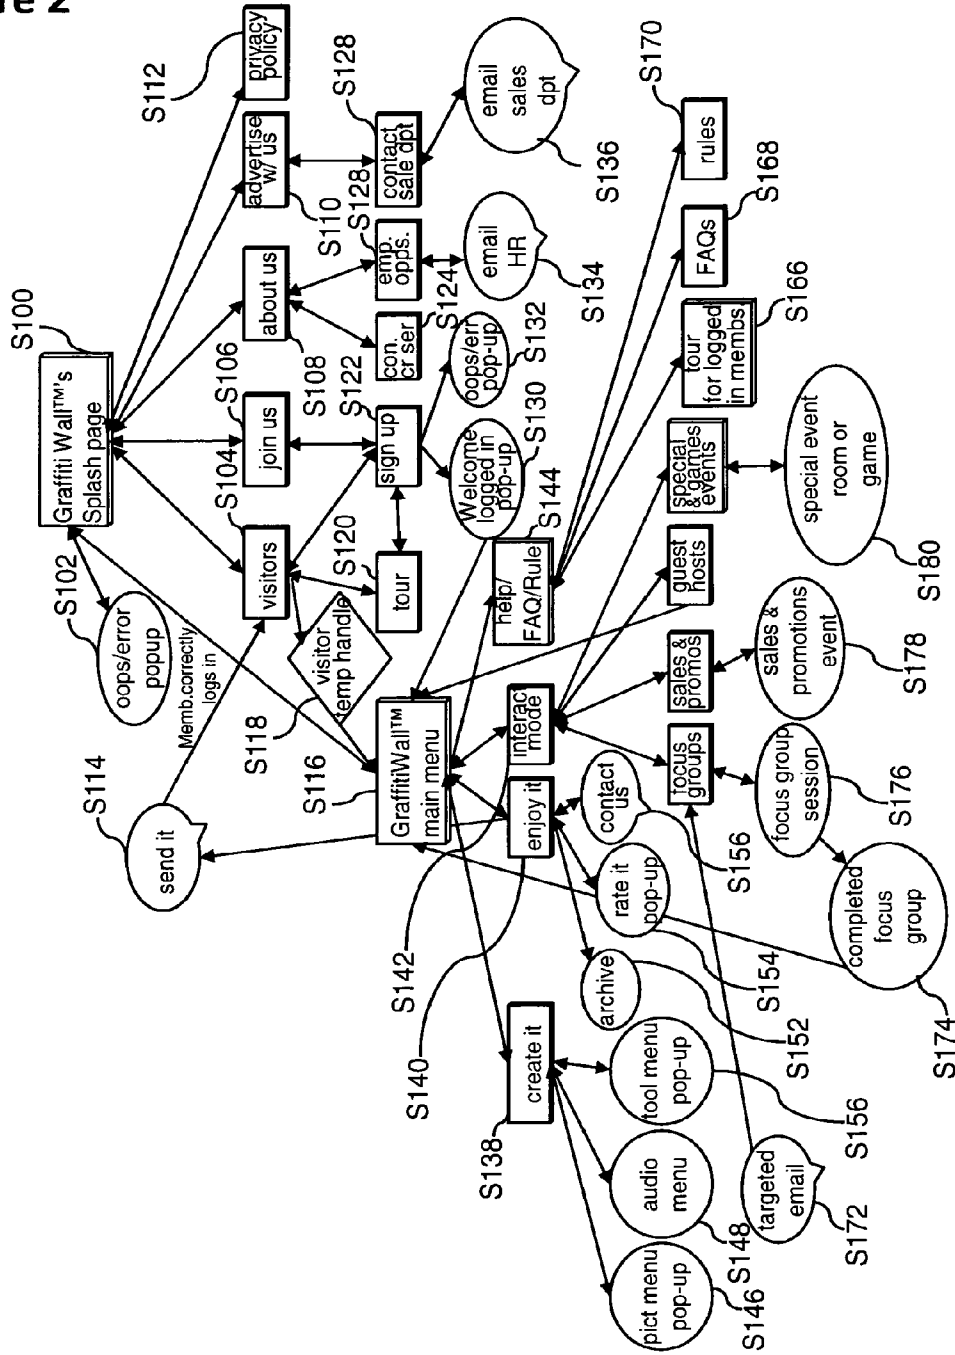 re 2
S100
Graffiti Wall™'s
Splash page
S102
oops/error
popup
S104
visitors
S106
join us
S108
about us
S110
advertise
w/ us
S112
privacy
policy
S114
send it
Memb.correctly
logs in
S116
GraffitiWall™
main menu
S118
visitor
temp handle
S120
tour
S122
sign up
S124
con.
cr ser
S128
emp.
opps.
S128
contact
sale dpt
S130
Welcome
logged in
pop-up
S132
oops/err
pop-up
S134
email
HR
S136
email
sales
dpt
S138
create it
S140
enjoy it
S142
interact
mode
S144
help/
FAQ/Rule
S146
pict menu
pop-up
S148
audio
menu
S156
tool menu
pop-up
S152
archive
S154
rate it
pop-up
S156
contact
us
focus
groups
sales &
promos
guest
hosts
special
& games
events
S166
tour
for logged
in membs
S168
FAQs
S170
rules
S172
targeted
email
S174
completed
focus
group
S176
focus group
session
S178
sales &
promotions
event
S180
special event
room or
game